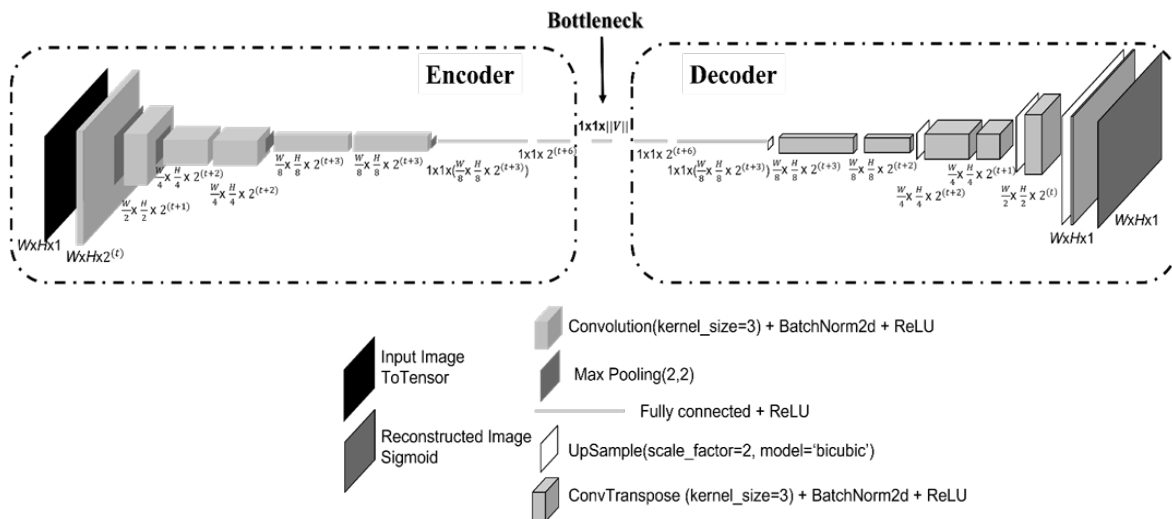 Bottleneck
Encoder
Decoder
1x1x||V||
WxHx1
WxHx2^(t)
W/2 x H/2 x 2^(t+1)
W/4 x H/4 x 2^(t+2)
W/4 x H/4 x 2^(t+2)
W/8 x H/8 x 2^(t+3)
W/8 x H/8 x 2^(t+3)
1x1x(W/8 x H/8 x 2^(t+3))
1x1x 2^(t+6)
1x1x 2^(t+6)
1x1x(W/8 x H/8 x 2^(t+3))
W/8 x H/8 x 2^(t+3)
W/8 x H/8 x 2^(t+2)
W/4 x H/4 x 2^(t+2)
W/4 x H/4 x 2^(t+1)
W/2 x H/2 x 2^(t)
WxHx1
WxHx1
Input Image
ToTensor
Reconstructed Image
Sigmoid
Convolution(kernel_size=3) + BatchNorm2d + ReLU
Max Pooling(2,2)
Fully connected + ReLU
UpSample(scale_factor=2, model=‘bicubic’)
ConvTranspose (kernel_size=3) + BatchNorm2d + ReLU